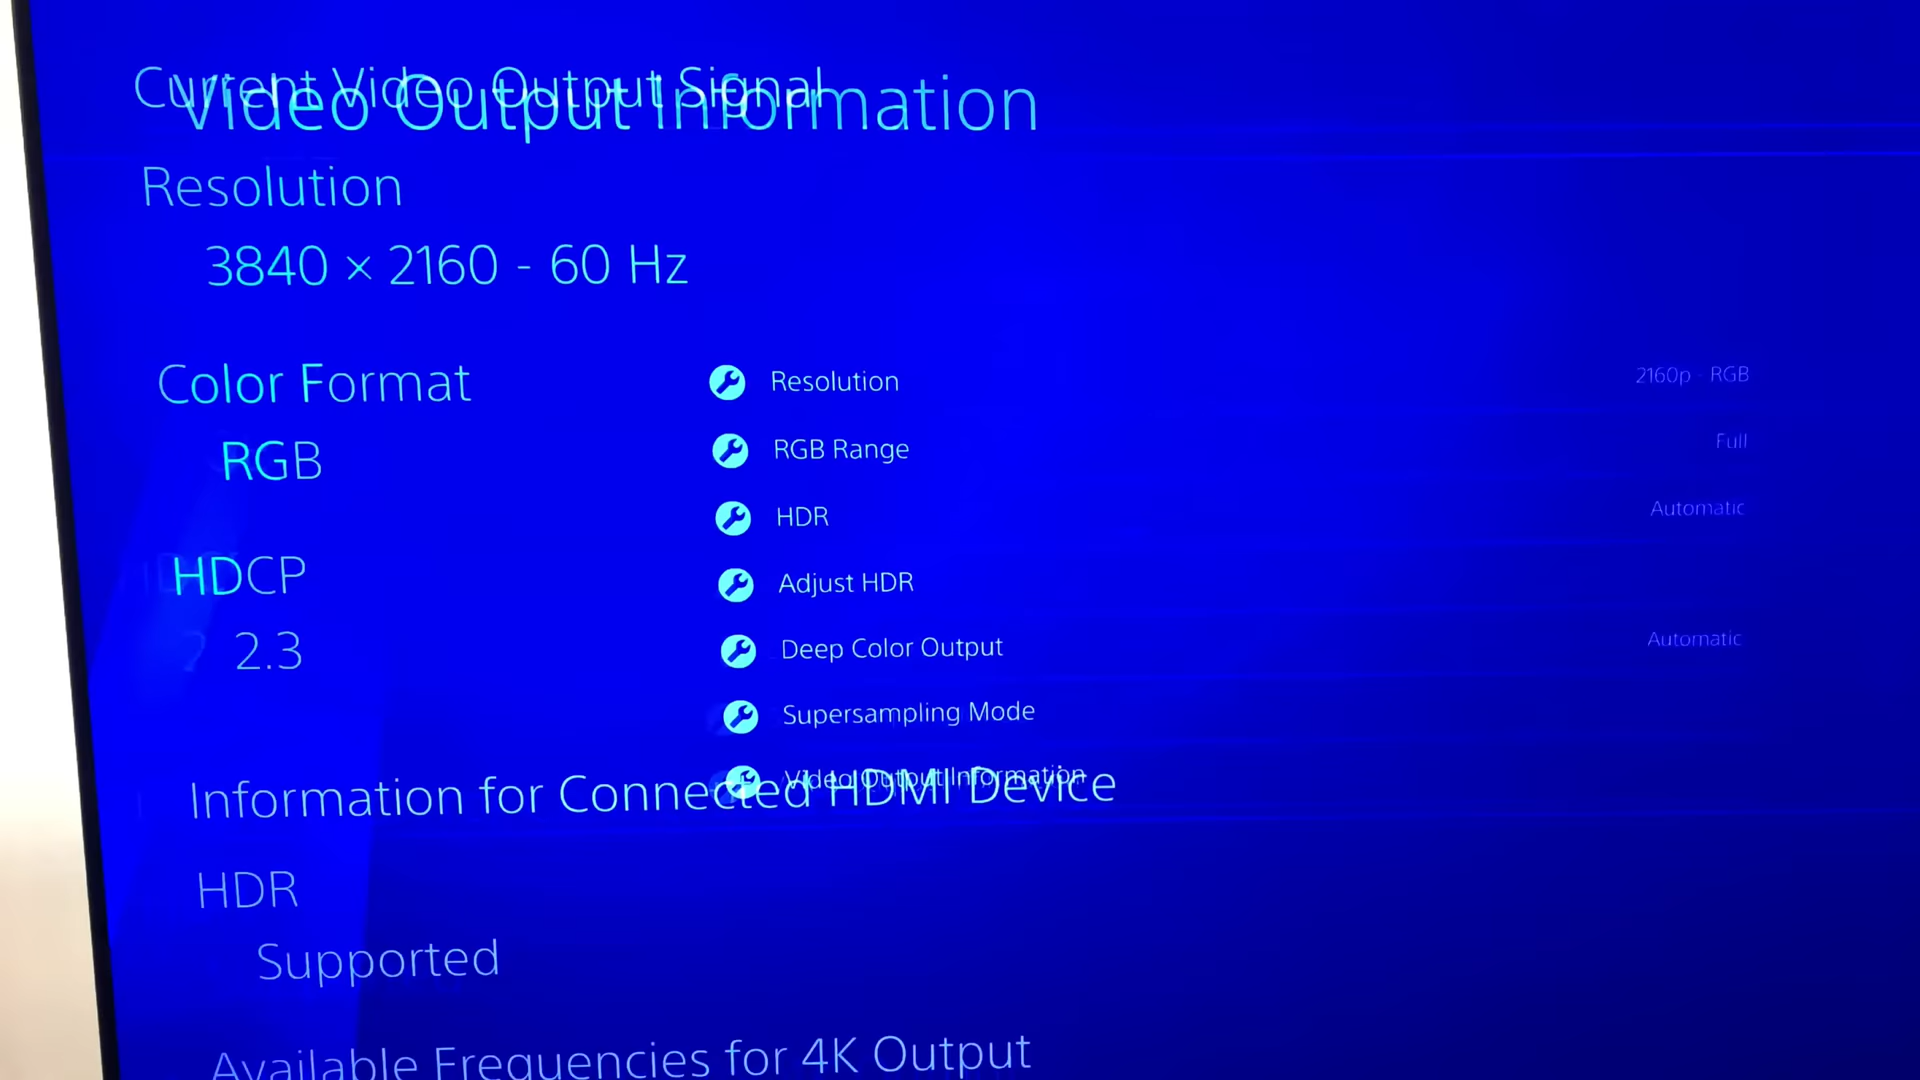 Current Video Output Signal
Video Output Information
Resolution
3840 × 2160 - 60 Hz
Color Format
RGB
HDCP
2.3
Resolution 2160p - RGB
RGB Range Full
HDR Automatic
Adjust HDR
Deep Color Output Automatic
Supersampling Mode
Video Output Information
Information for Connected HDMI Device
HDR
Supported
Available Frequencies for 4K Output